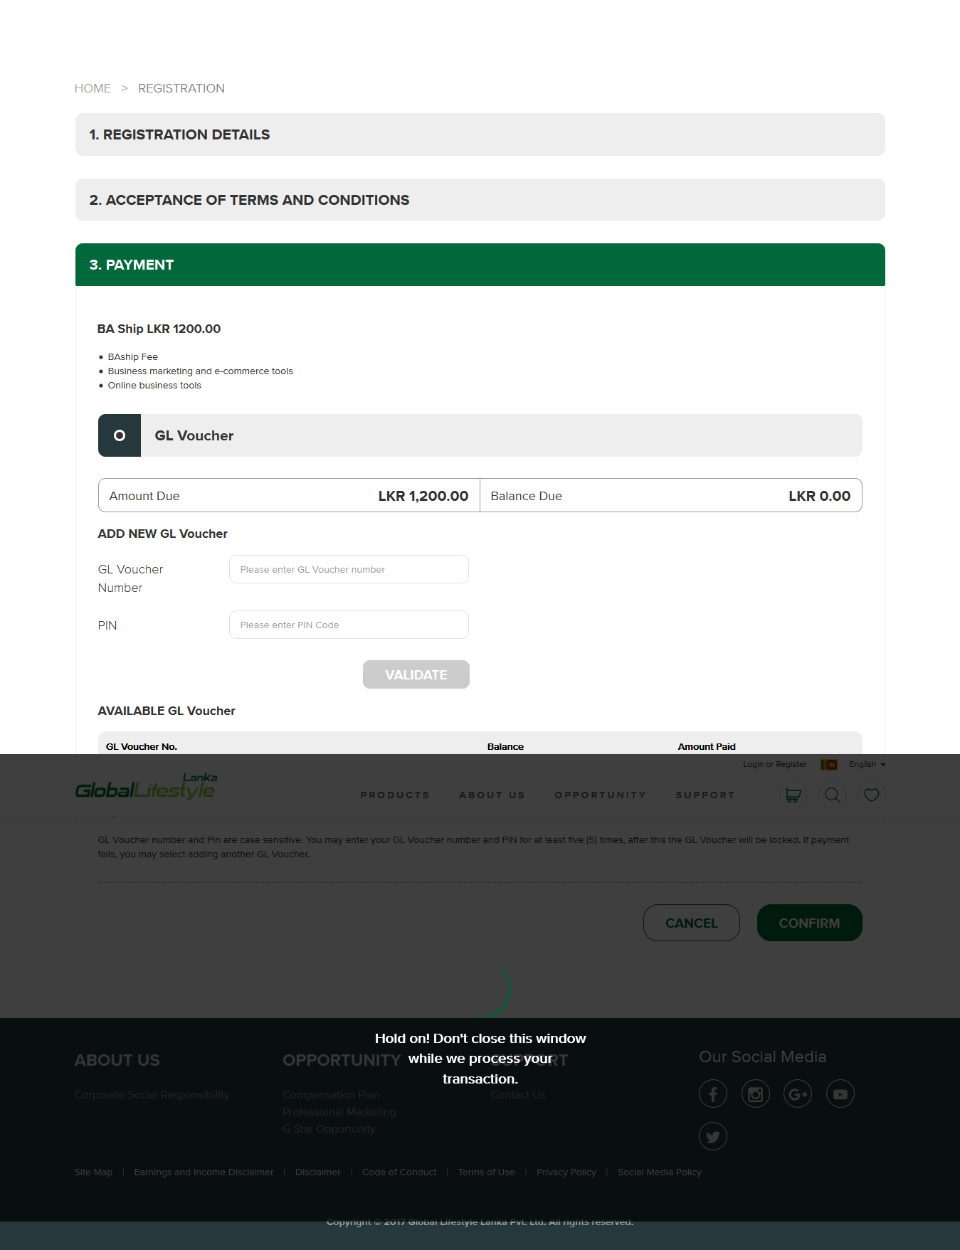 HOME > REGISTRATION
1. REGISTRATION DETAILS
2. ACCEPTANCE OF TERMS AND CONDITIONS
3. PAYMENT
BA Ship LKR 1200.00
• BAship Fee
• Business marketing and e-commerce tools
• Online business tools
GL Voucher
Amount Due LKR 1,200.00 Balance Due LKR 0.00
ADD NEW GL Voucher
GL Voucher Number Please enter GL Voucher number
PIN Please enter PIN Code
VALIDATE
AVAILABLE GL Voucher
GL Voucher No. Balance Amount Paid
Login or Register English
Lanka
GlobalLifestyle
PRODUCTS ABOUT US OPPORTUNITY SUPPORT
GL Voucher number and Pin are case sensitive. You may enter your GL Voucher number and PIN for at least five (5) times, after this the GL Voucher will be locked. If payment
fails, you may select adding another GL Voucher.
CANCEL CONFIRM
Hold on! Don't close this window
while we process your
transaction.
ABOUT US OPPORTUNITY SUPPORT Our Social Media
Corporate Social Responsibility Compensation Plan Contact Us
Professional Marketing
G Star Opportunity
Site Map | Earnings and Income Disclaimer | Disclaimer | Code of Conduct | Terms of Use | Privacy Policy | Social Media Policy
Copyright © 2017 Global Lifestyle Lanka Pvt. Ltd. All rights reserved.